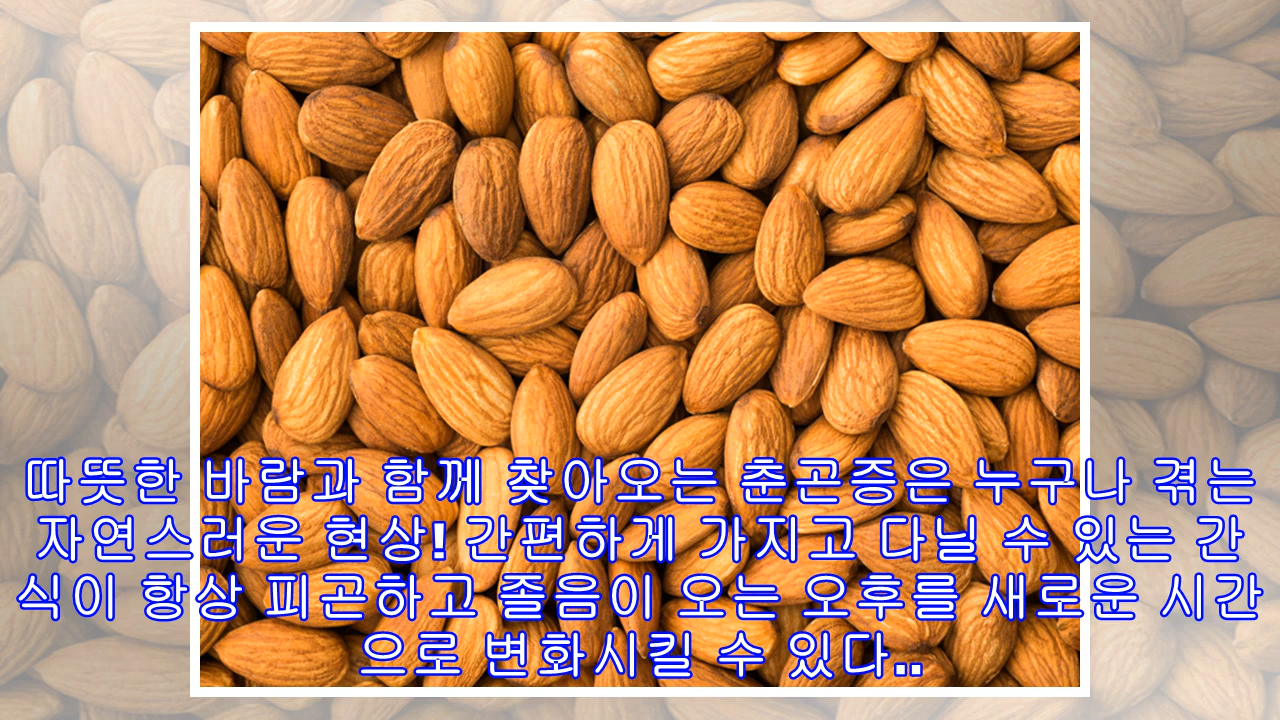 따뜻한 바람과 함께 찾아오는 춘곤증은 누구나 겪는
자연스러운 현상! 간편하게 가지고 다닐 수 있는 간
식이 항상 피곤하고 졸음이 오는 오후를 새로운 시간
으로 변화시킬 수 있다..